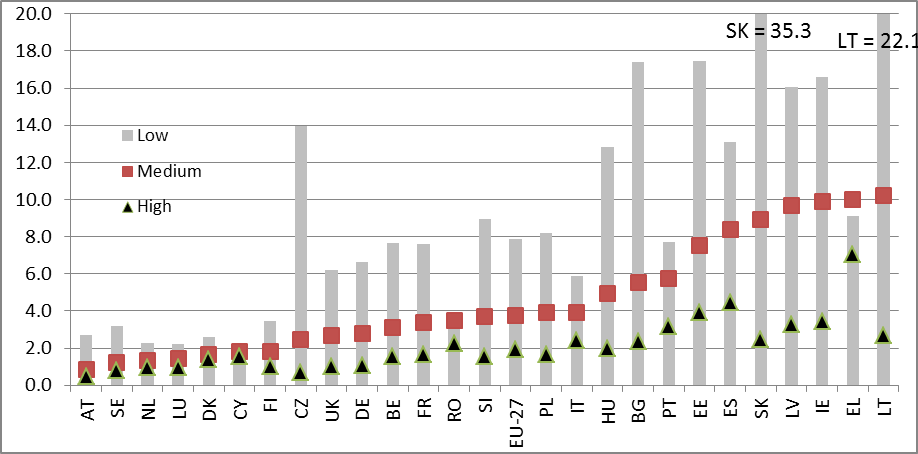 20.0
18.0
16.0
14.0
12.0
10.0
8.0
6.0
4.0
2.0
0.0
SK = 35.3
LT = 22.1
Low
Medium
High
AT
SE
NL
LU
DK
CY
FI
CZ
UK
DE
BE
FR
RO
SI
EU-27
PL
IT
HU
BG
PT
EE
ES
SK
LV
IE
EL
LT